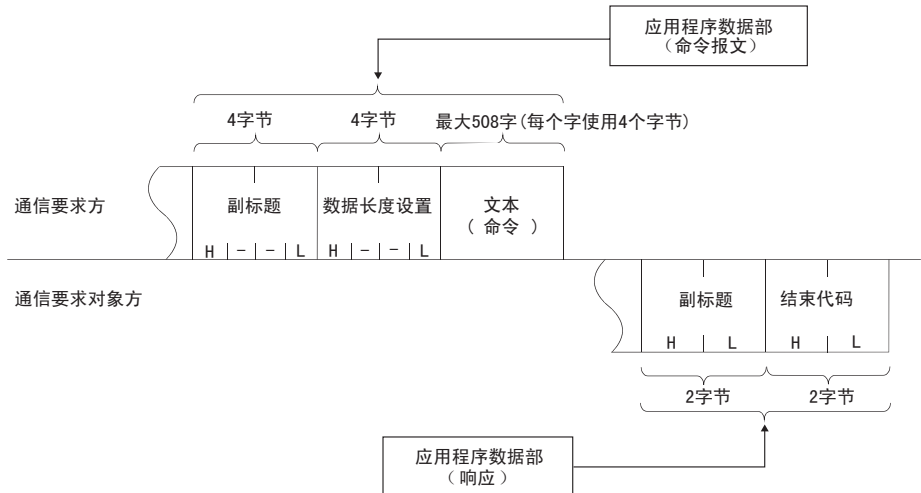 应用程序数据部
（命令报文）
4字节
4字节
最大508字(每个字使用4个字节)
通信要求方
副标题
数据长度设置
文本
（ 命令 ）
H - - L
H - - L
通信要求对象方
副标题
结束代码
H L
H L
2字节
2字节
应用程序数据部
（ 响应 ）